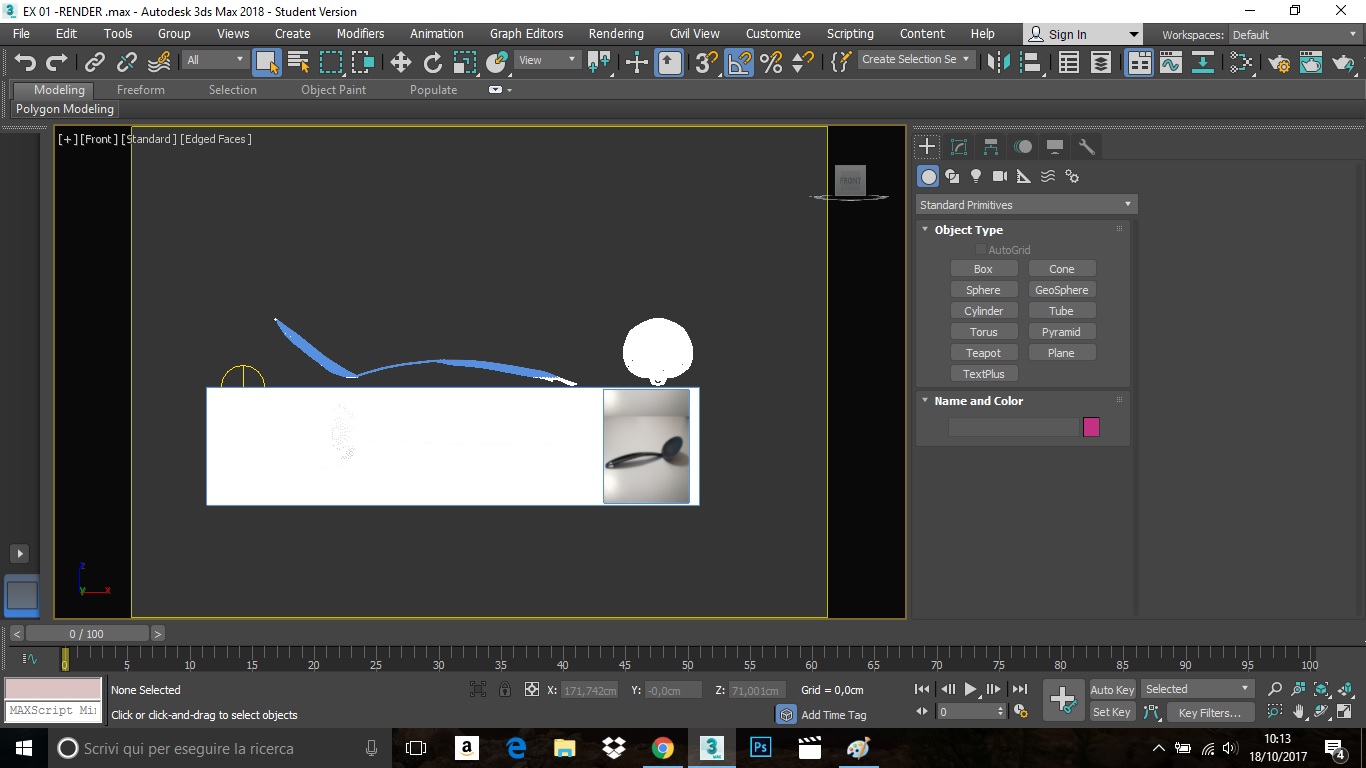 EX 01 -RENDER .max - Autodesk 3ds Max 2018 - Student Version
File Edit Tools Group Views Create Modifiers Animation Graph Editors Rendering Civil View Customize Scripting Content Help Sign In Workspaces: Default
All View Create Selection Se
Modeling Freeform Selection Object Paint Populate
Polygon Modeling
[+] [Front] [Standard] [Edged Faces]
FRONT
Standard Primitives
Object Type
AutoGrid
Box Cone
Sphere GeoSphere
Cylinder Tube
Torus Pyramid
Teapot Plane
TextPlus
Name and Color
z
y x
< 0 / 100 >
0 5 10 15 20 25 30 35 40 45 50 55 60 65 70 75 80 85 90 95 100
None Selected X: 171,742cm Y: -0,0cm Z: 71,001cm Grid = 0,0cm Auto Key Selected
MAXScript Mi Click or click-and-drag to select objects Add Time Tag 0 Set Key Key Filters...
Scrivi qui per eseguire la ricerca
10:13
18/10/2017
4